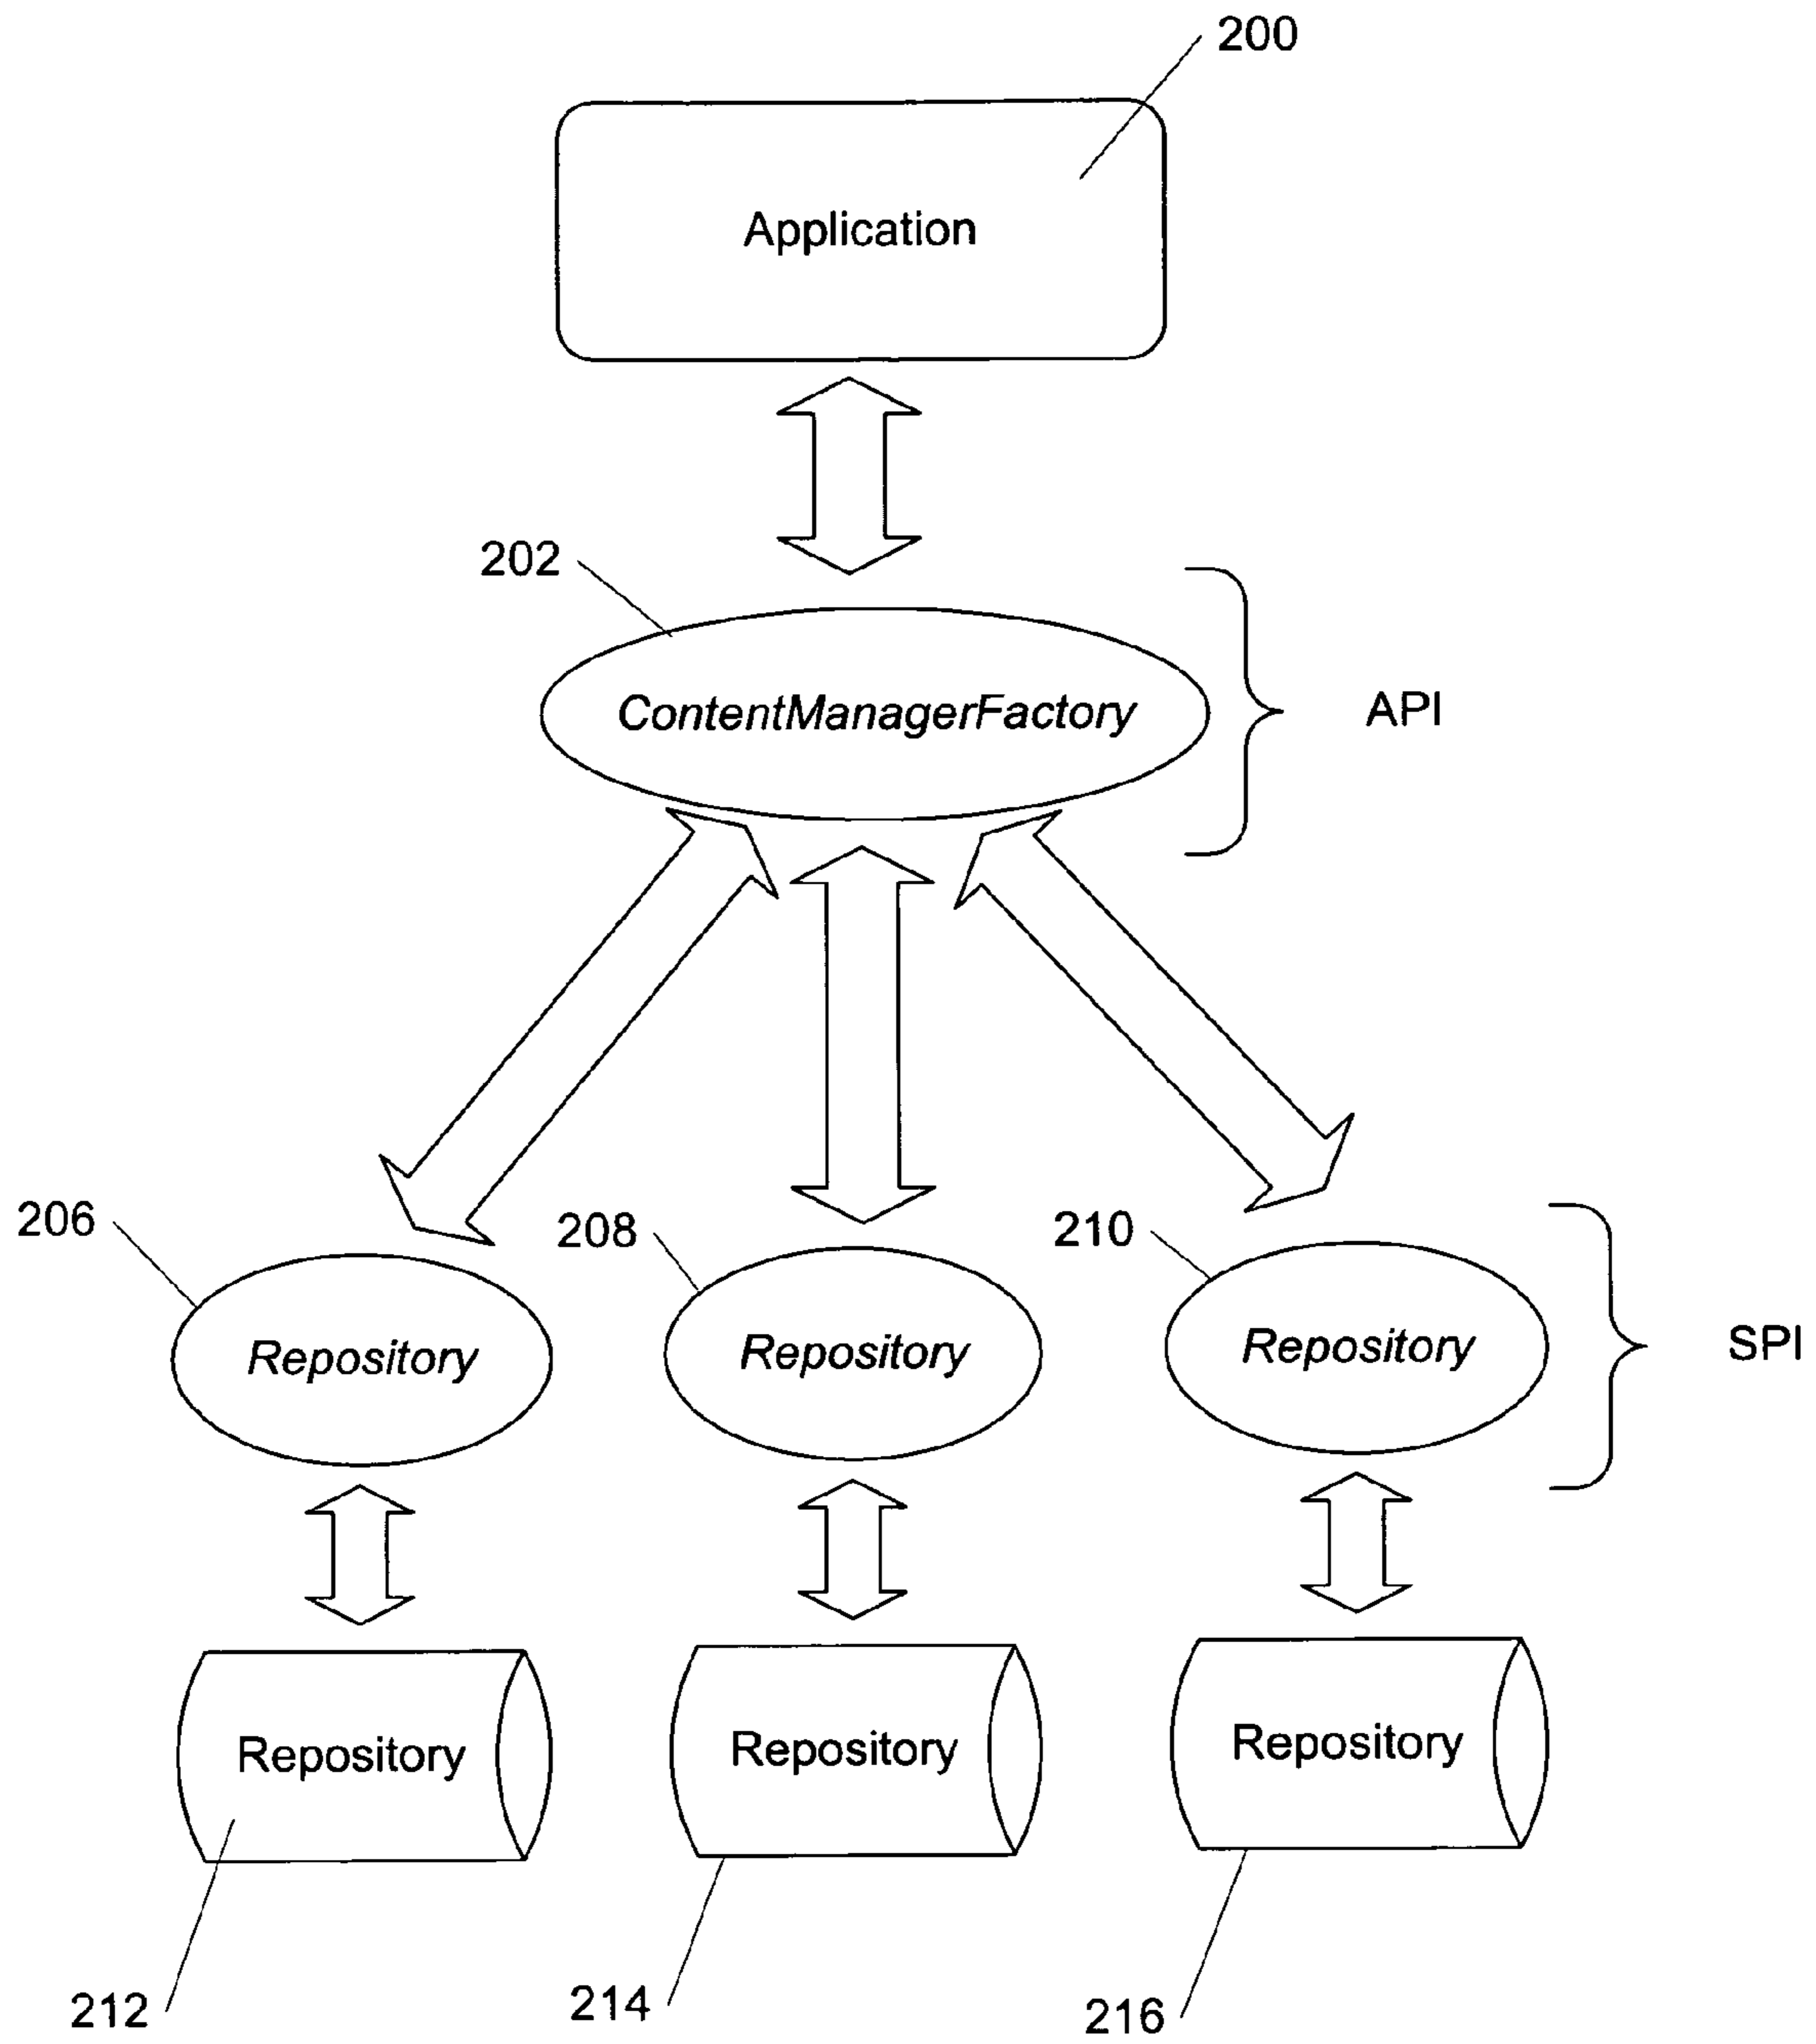 200
Application
202
ContentManagerFactory
API
206
208
210
Repository
Repository
Repository
SPI
Repository
Repository
Repository
212
214
216